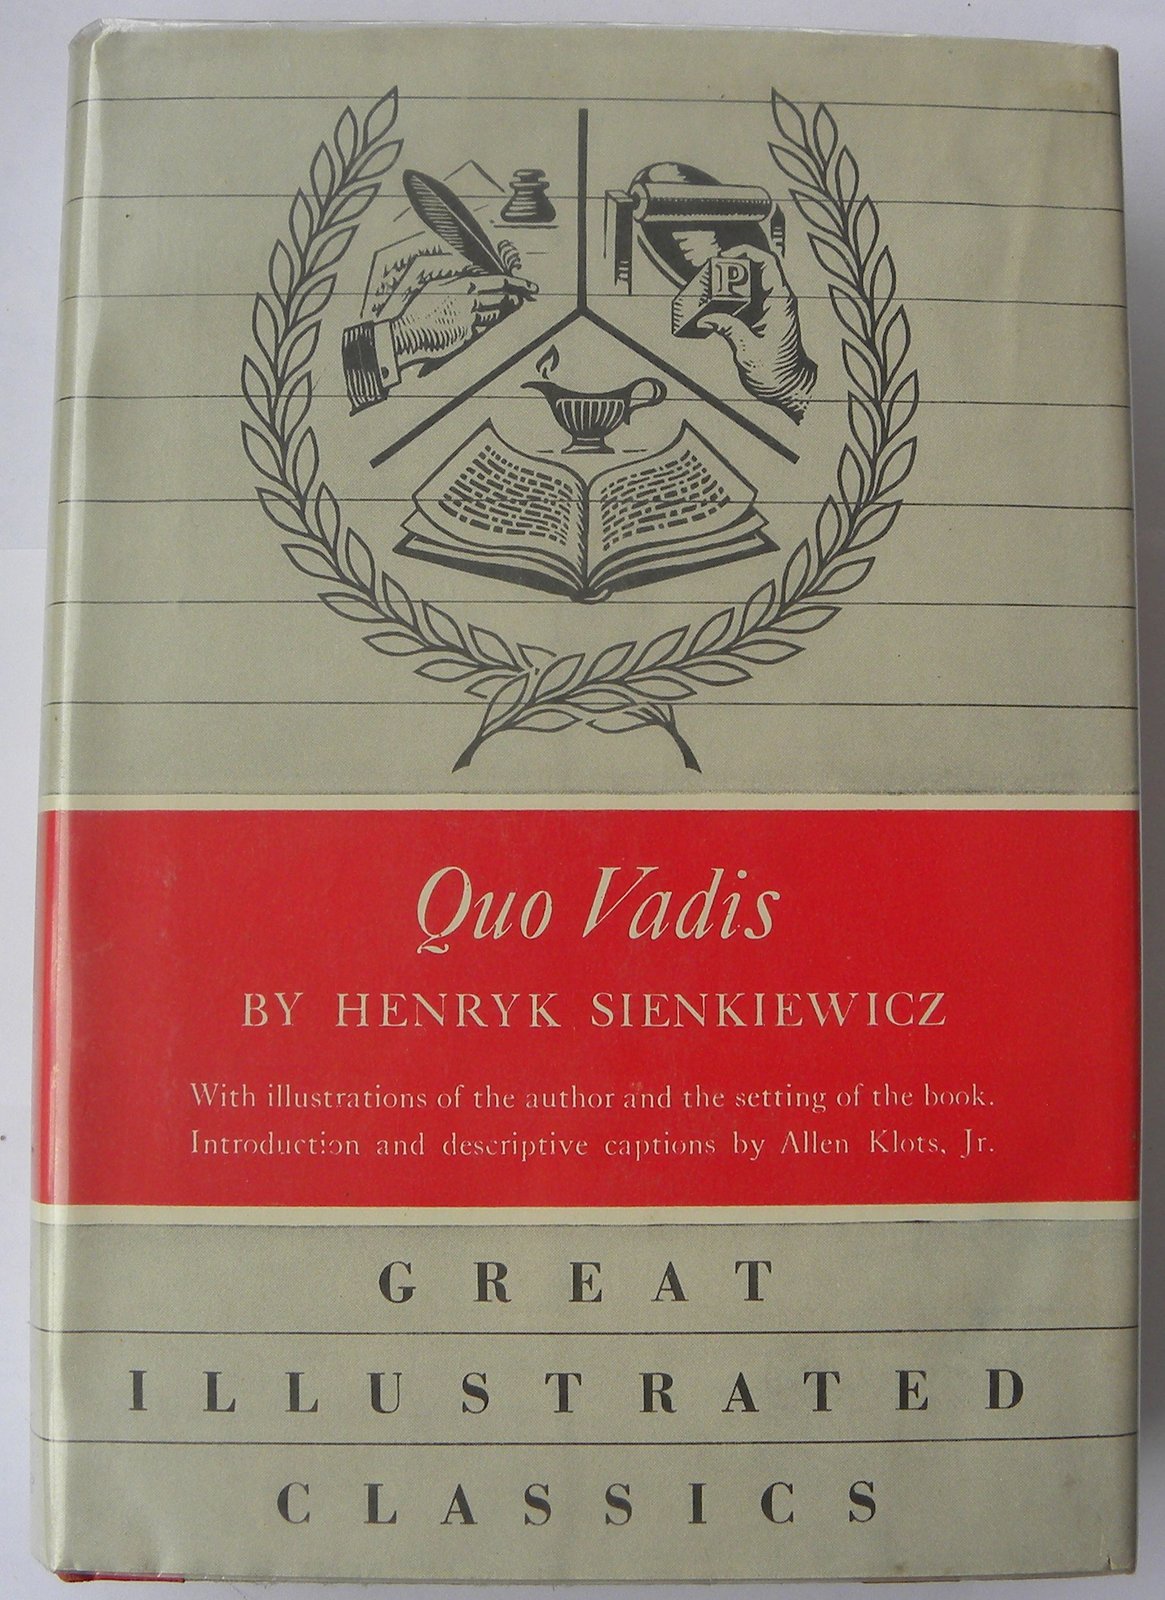 P
Quo Vadis
BY HENRYK SIENKIEWICZ
With illustrations of the author and the setting of the book.
Introduction and descriptive captions by Allen Klots, Jr.
GREAT
ILLUSTRATED
CLASSICS